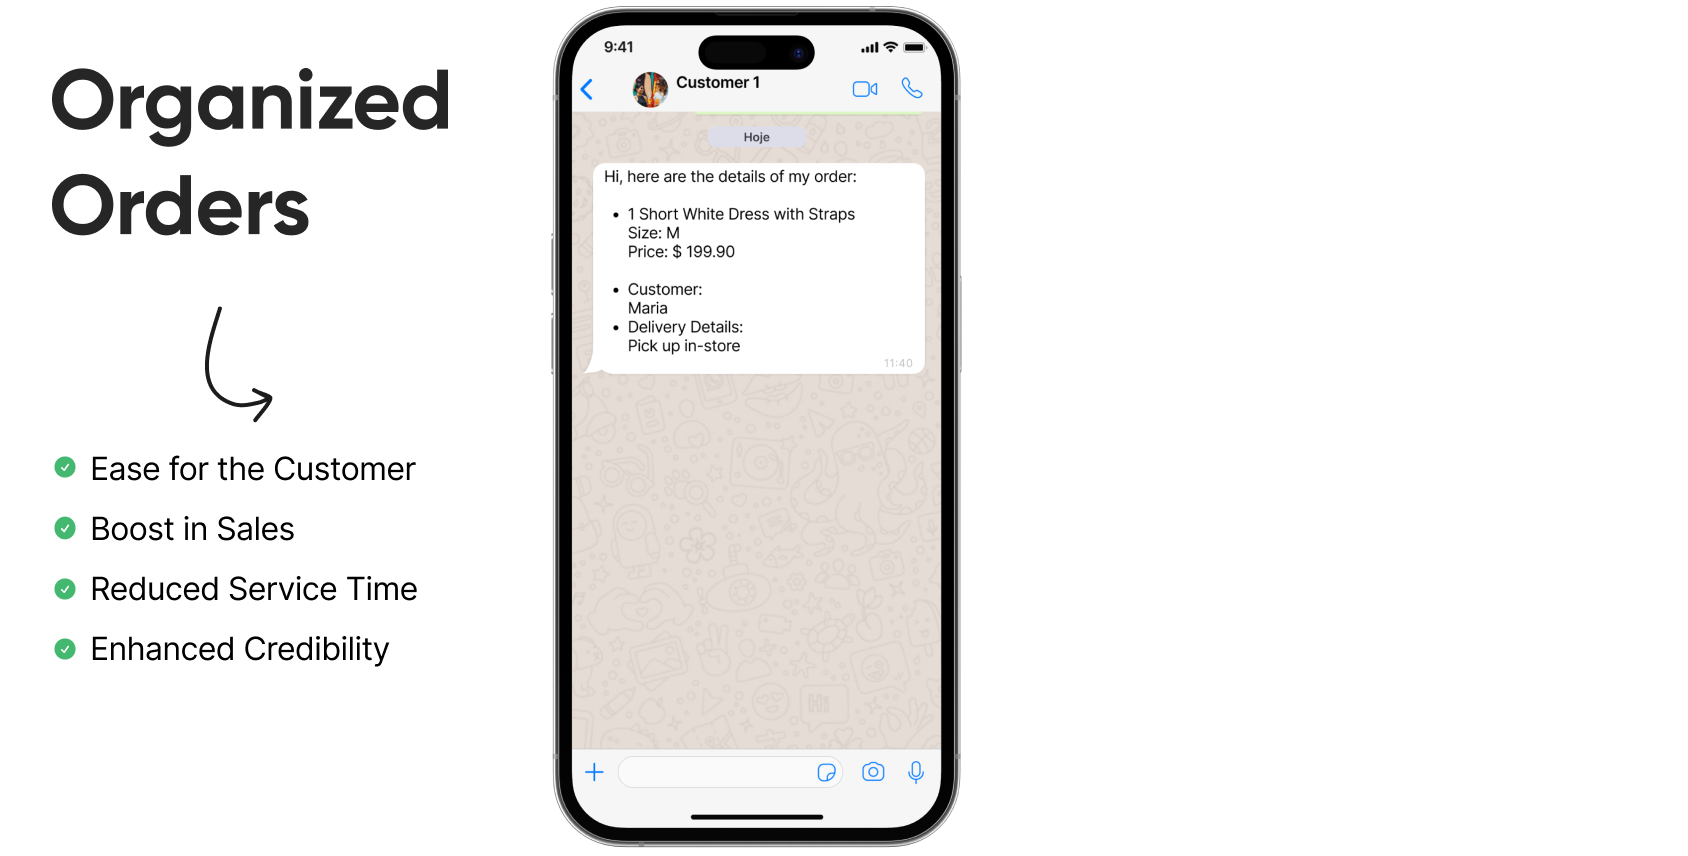 Organized
Orders
Ease for the Customer
Boost in Sales
Reduced Service Time
Enhanced Credibility
9:41
Customer 1
Hoje
Hi, here are the details of my order:
• 1 Short White Dress with Straps
Size: M
Price: $ 199.90
• Customer:
Maria
• Delivery Details:
Pick up in-store
11:40
Hi